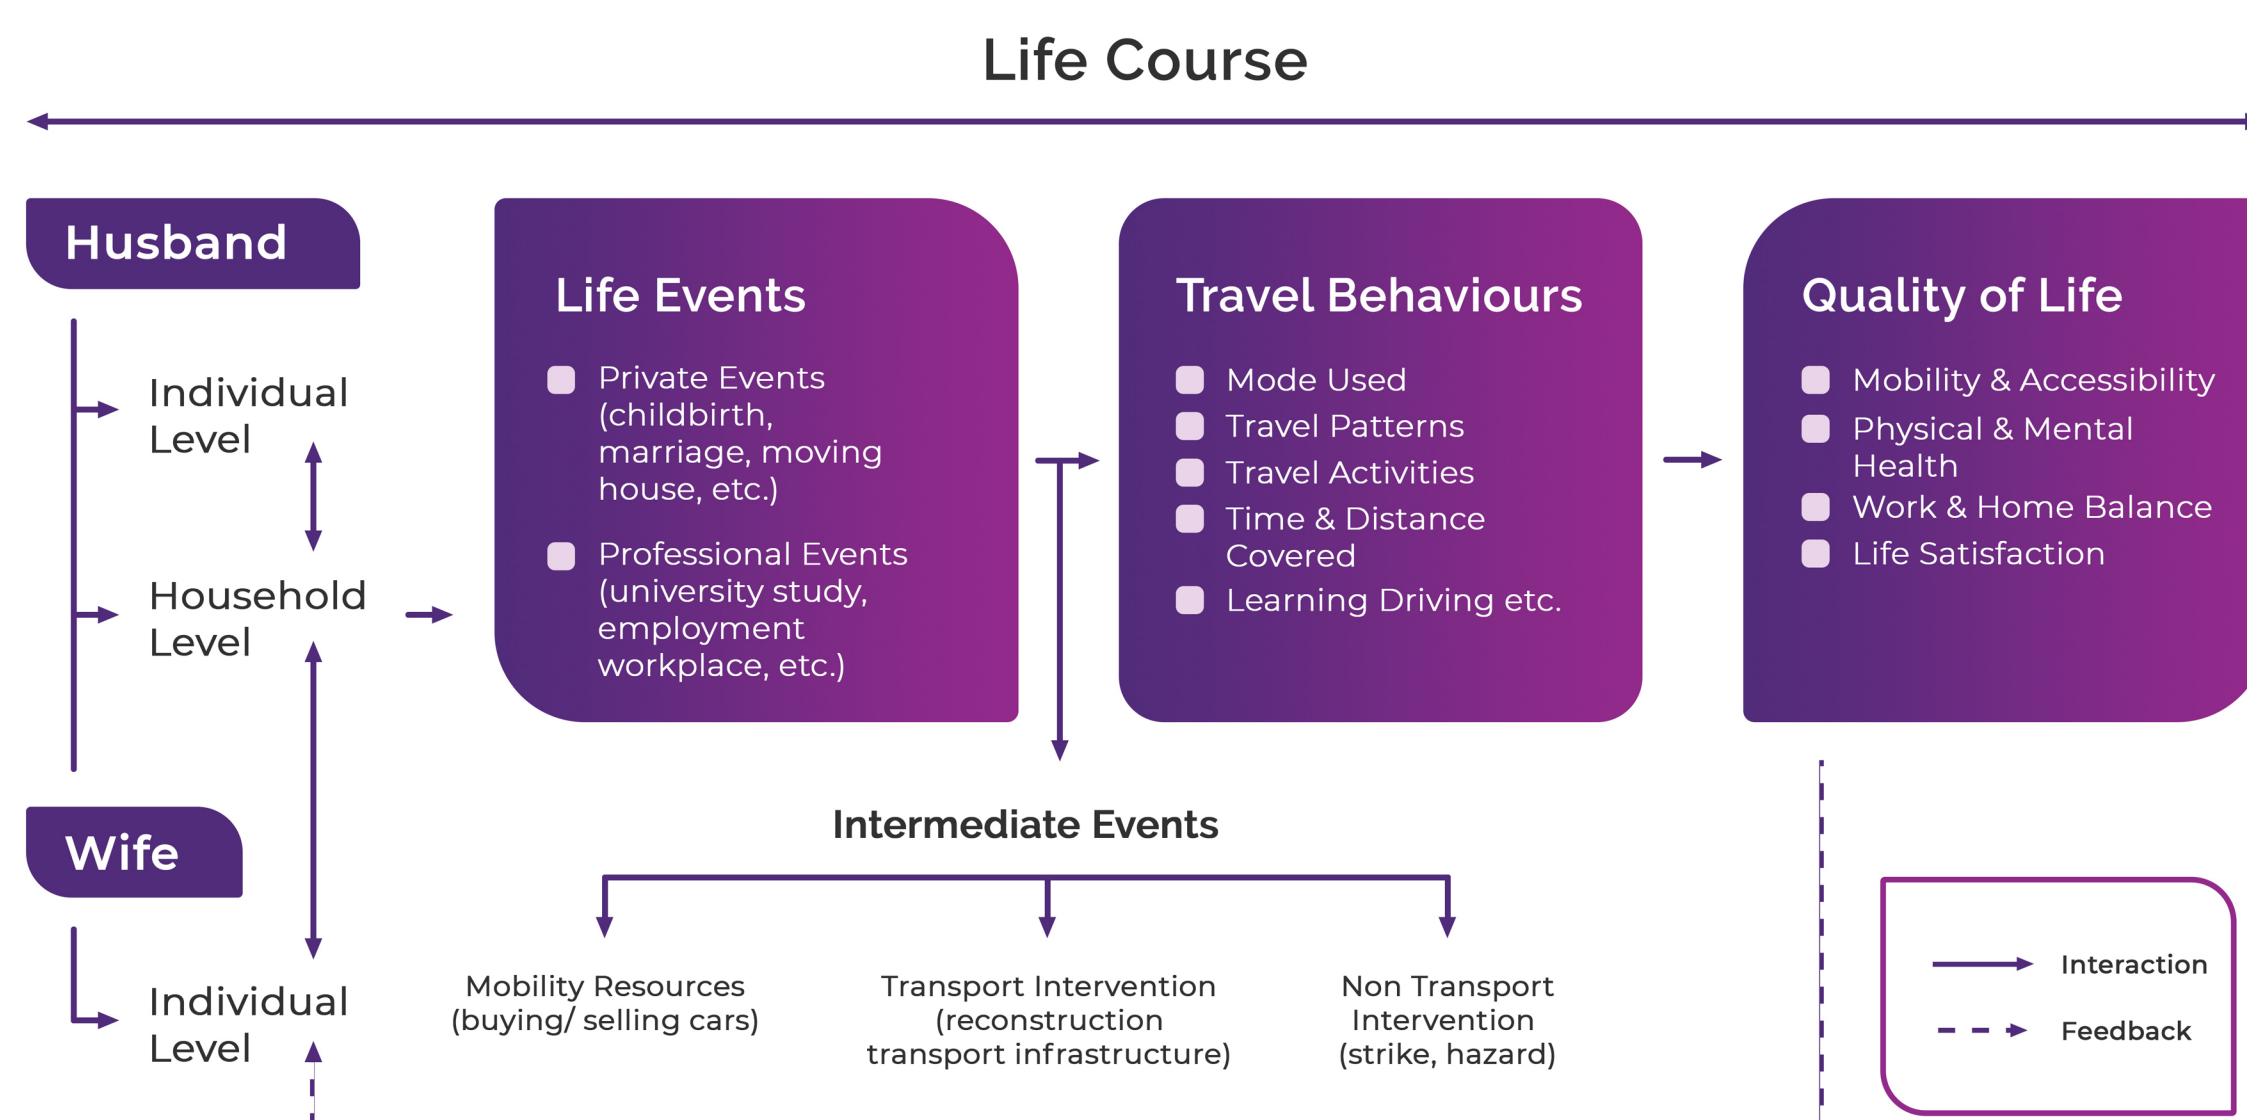 Life Course
Husband
Individual
Level
Household
Level
Wife
Individual
Level
Life Events
Private Events
(childbirth,
marriage, moving
house, etc.)
Professional Events
(university study,
employment
workplace, etc.)
Travel Behaviours
Mode Used
Travel Patterns
Travel Activities
Time & Distance
Covered
Learning Driving etc.
Quality of Life
Mobility & Accessibility
Physical & Mental
Health
Work & Home Balance
Life Satisfaction
Intermediate Events
Mobility Resources
(buying/ selling cars)
Transport Intervention
(reconstruction
transport infrastructure)
Non Transport
Intervention
(strike, hazard)
Interaction
Feedback